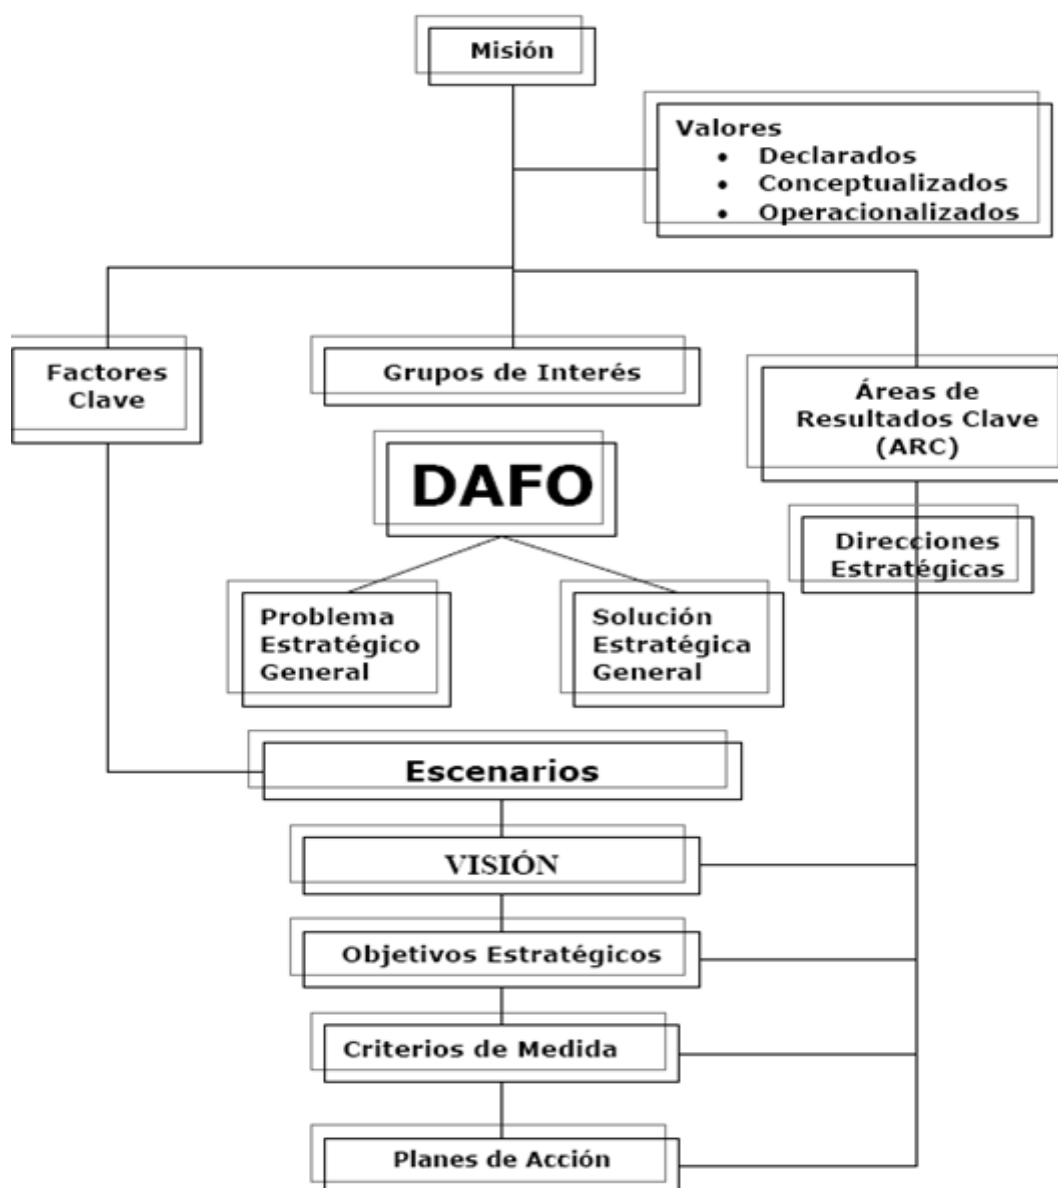 Misión
Valores
• Declarados
• Conceptualizados
• Operacionalizados
Factores
Clave
Grupos de Interés
Áreas de
Resultados Clave
(ARC)
DAFO
Direcciones
Estratégicas
Problema
Estratégico
General
Solución
Estratégica
General
Escenarios
VISIÓN
Objetivos Estratégicos
Criterios de Medida
Planes de Acción